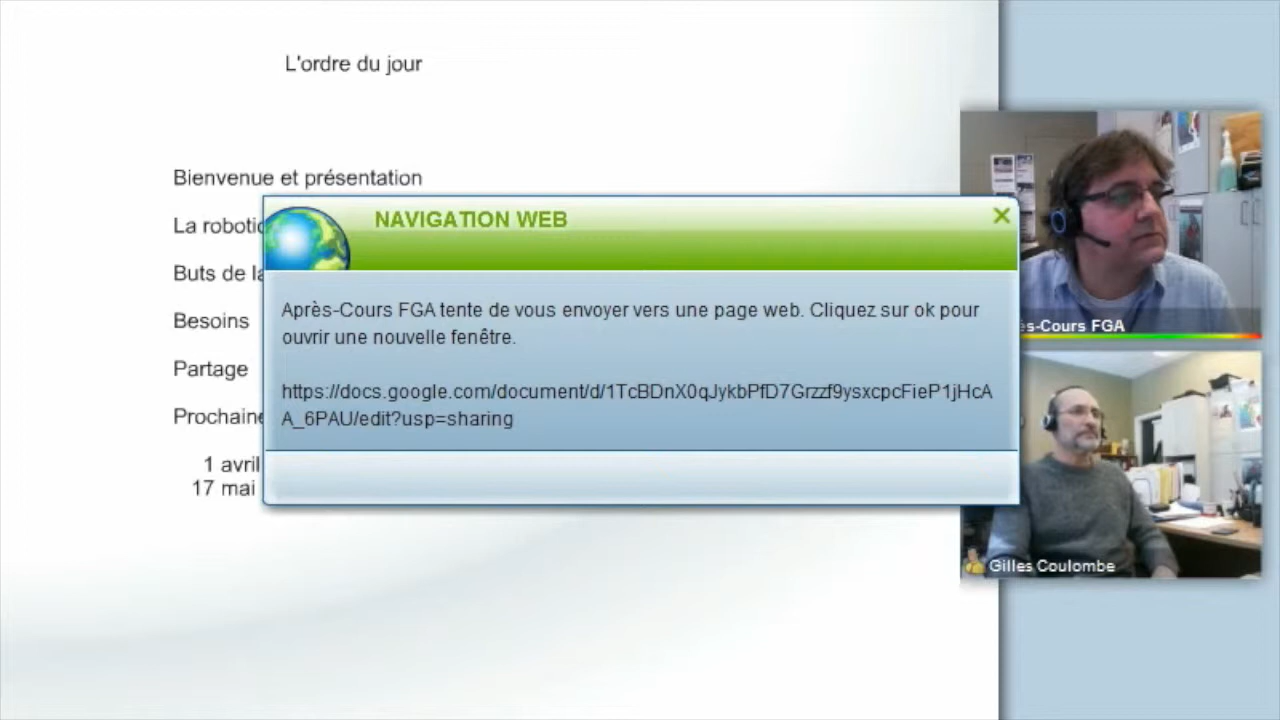 L'ordre du jour
Bienvenue et présentation
La robotic
Buts de la
Besoins
Partage
Prochaine
1 avril
17 mai
NAVIGATION WEB
Après-Cours FGA tente de vous envoyer vers une page web. Cliquez sur ok pour
ouvrir une nouvelle fenêtre.
https://docs.google.com/document/d/1TcBDnX0qJykbPfD7Grzzf9ysxcpcFieP1jHcA
A_6PAU/edit?usp=sharing
ès-Cours FGA
Gilles Coulombe